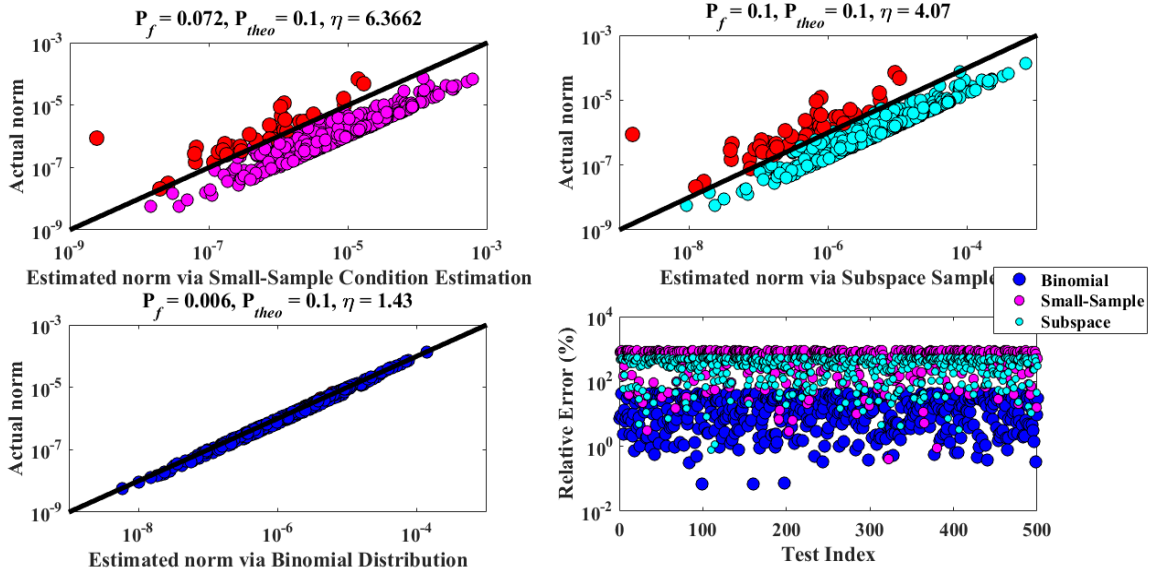 P_f = 0.072, P_theo = 0.1, η = 6.3662
10^-3
10^-5
10^-7
10^-9
Actual norm
10^-9
10^-7
10^-5
10^-3
Estimated norm via Small-Sample Condition Estimation
P_f = 0.1, P_theo = 0.1, η = 4.07
10^-3
10^-5
10^-7
10^-9
Actual norm
10^-8
10^-6
10^-4
Estimated norm via Subspace Sample
P_f = 0.006, P_theo = 0.1, η = 1.43
10^-3
10^-5
10^-7
10^-9
Actual norm
10^-8
10^-6
10^-4
Estimated norm via Binomial Distribution
Binomial
Small-Sample
Subspace
10^4
10^2
10^0
10^-2
Relative Error (%)
0
100
200
300
400
500
Test Index